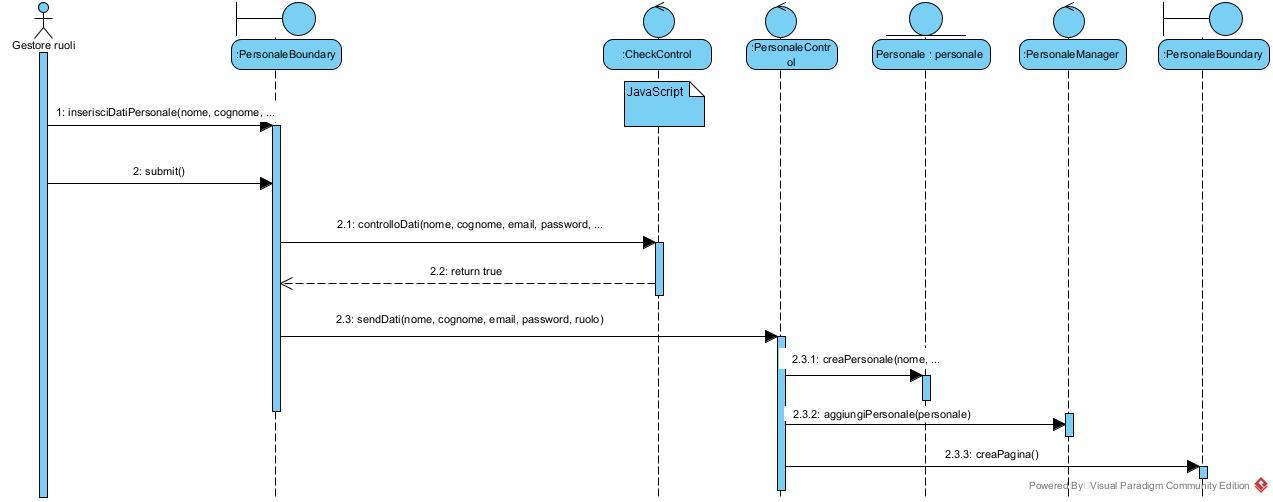 Gestore ruoli
:PersonaleBoundary
:CheckControl
:PersonaleContr
ol
Personale : personale
:PersonaleManager
:PersonaleBoundary
JavaScript
1: inserisciDatiPersonale(nome, cognome, ...
2: submit()
2.1: controlloDati(nome, cognome, email, password, ...
2.2: return true
2.3: sendDati(nome, cognome, email, password, ruolo)
2.3.1: creaPersonale(nome, ...
2.3.2: aggiungiPersonale(personale)
2.3.3: creaPagina()
Powered By Visual Paradigm Community Edition